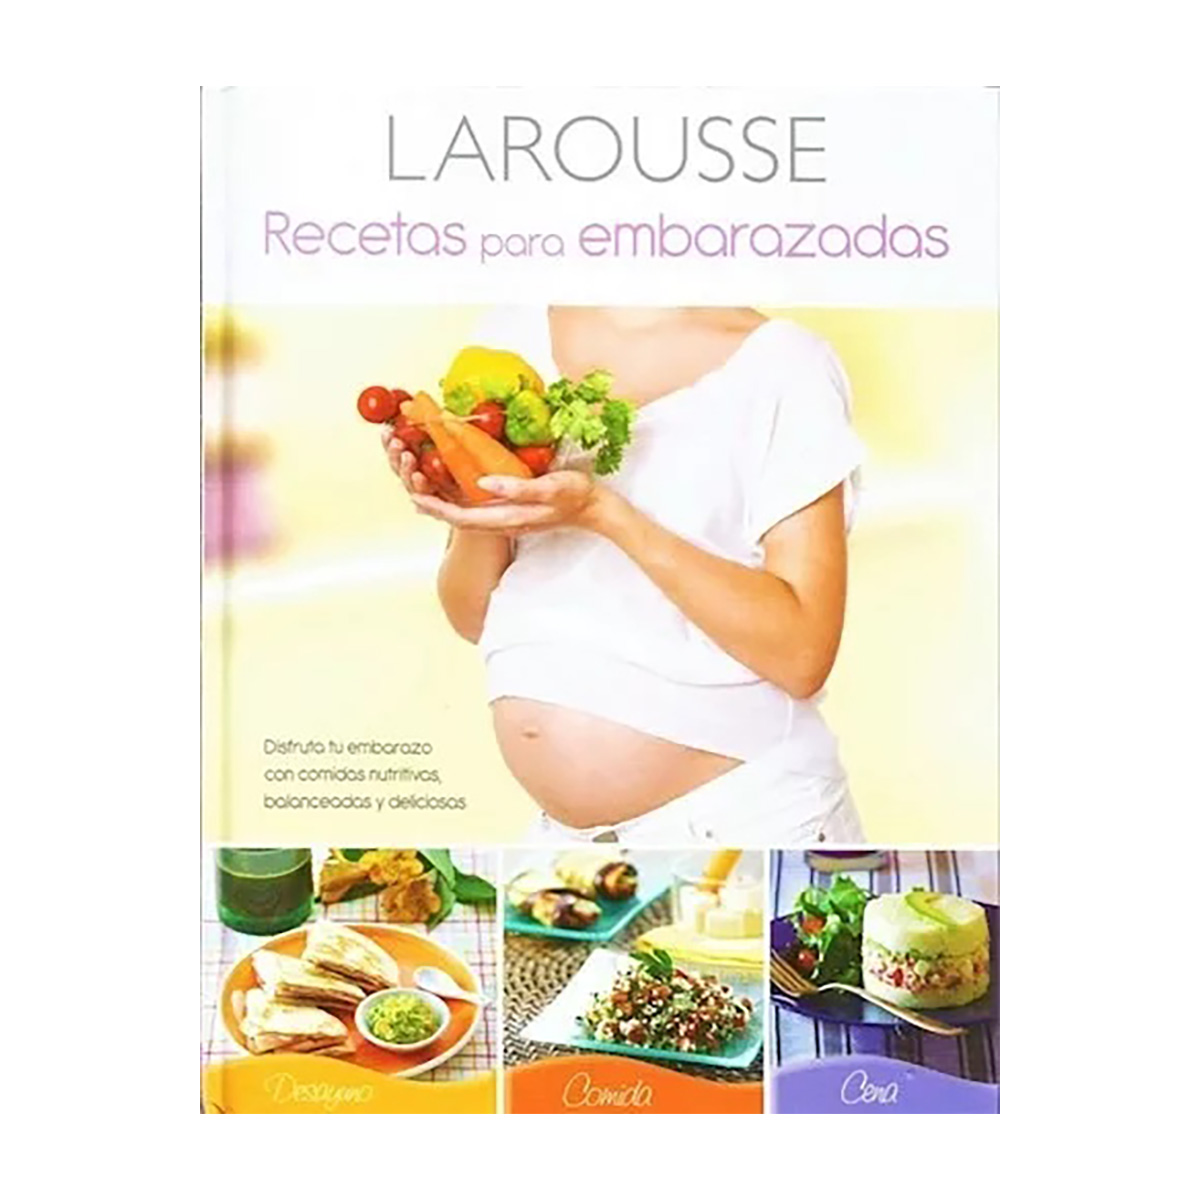 LAROUSSE
Recetas para embarazadas
Disfruta tu embarazo
con comidas nutritivas,
balanceadas y deliciosas
Desayuno
Comida
Cena